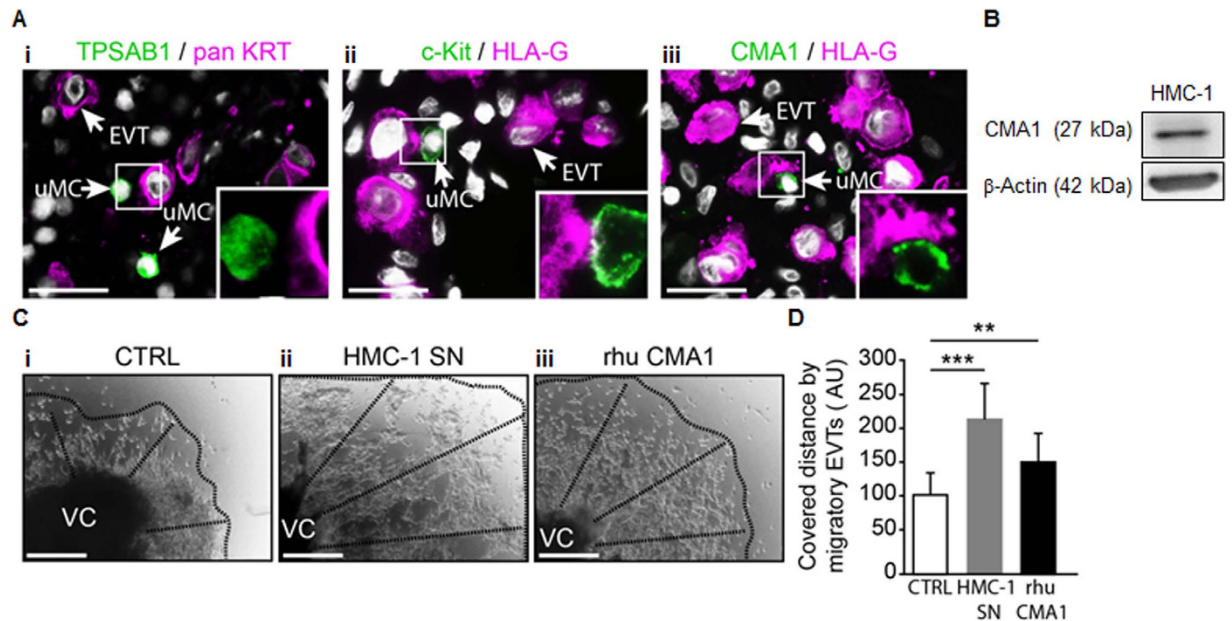 A
B
i
TPSAB1 / pan KRT
ii
c-Kit / HLA-G
iii
CMA1 / HLA-G
EVT
uMC
uMC
uMC
EVT
EVT
uMC
HMC-1
CMA1 (27 kDa)
β-Actin (42 kDa)
C
i
CTRL
ii
HMC-1 SN
iii
rhu CMA1
VC
VC
VC
D
Covered distance by
migratory EVTs ( AU)
300
250
200
150
100
50
0
**
***
CTRL
HMC-1
SN
rhu
CMA1